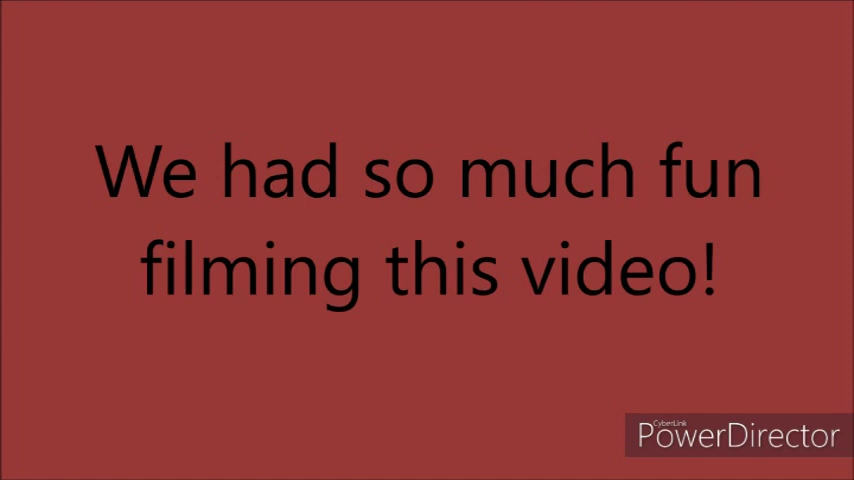 We had so much fun
filming this video!
CyberLink
PowerDirector